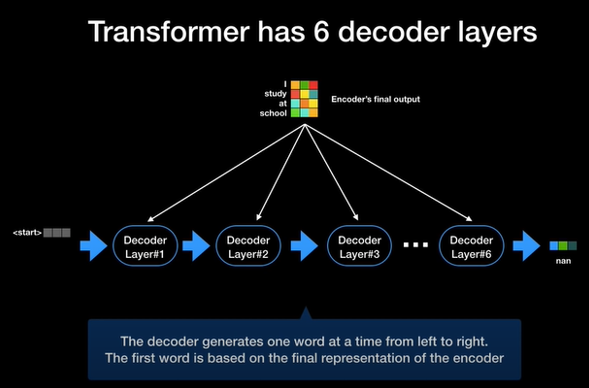 Transformer has 6 decoder layers
I
study
at
school
Encoder's final output
<start>
Decoder
Layer#1
Decoder
Layer#2
Decoder
Layer#3
Decoder
Layer#6
nan
The decoder generates one word at a time from left to right.
The first word is based on the final representation of the encoder